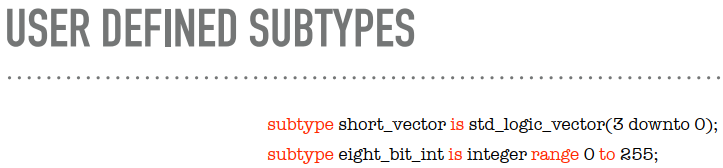 USER DEFINED SUBTYPES
subtype short_vector is std_logic_vector(3 downto 0);
subtype eight_bit_int is integer range 0 to 255;